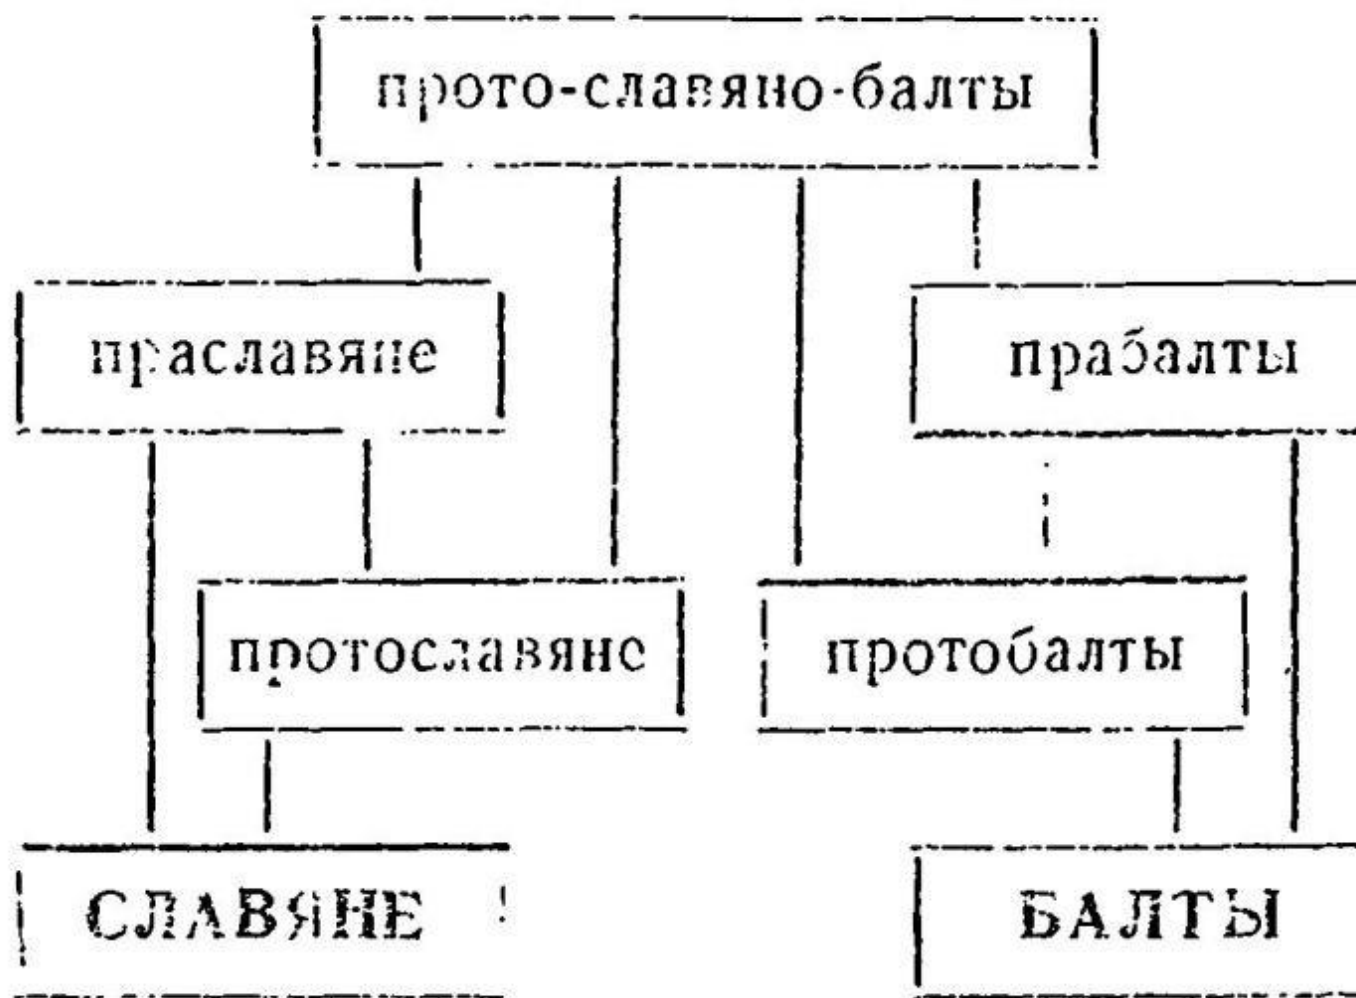 прото-славяно-балты
праславяне
прабалты
протославяне
протобалты
СЛАВЯНЕ
БАЛТЫ